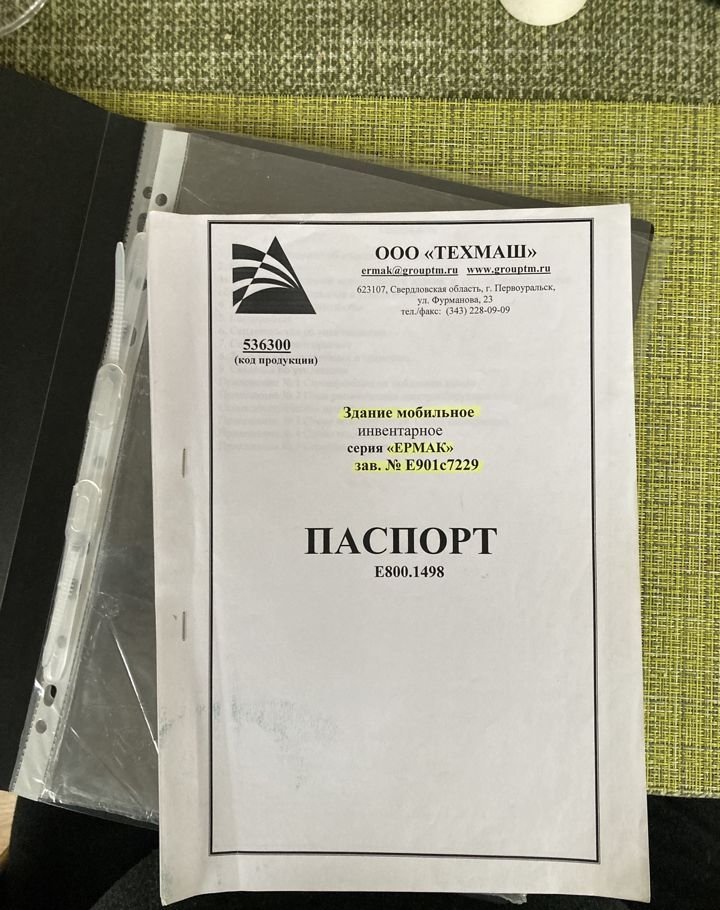 ООО «ТЕХМАШ»
ermak@grouptm.ru www.grouptm.ru
623107, Свердловская область, г. Первоуральск,
ул. Фурманова, 23
тел./факс: (343) 228-09-09
536300
(код продукции)
Здание мобильное
инвентарное
серия «ЕРМАК»
зав. № Е901с7229
ПАСПОРТ
Е800.1498